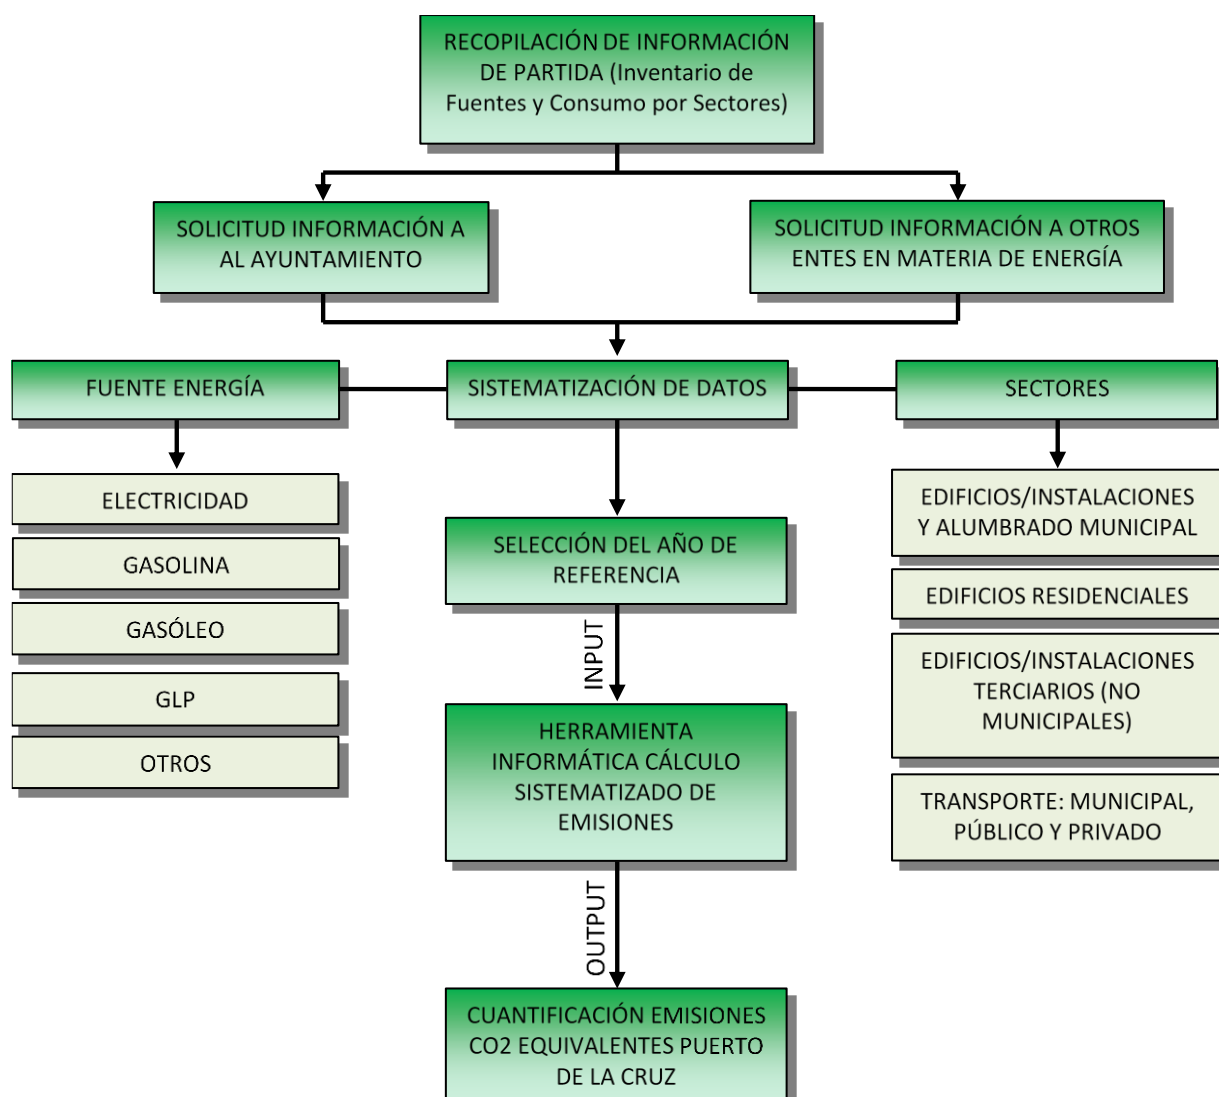 RECOPILACIÓN DE INFORMACIÓN
DE PARTIDA (Inventario de
Fuentes y Consumo por Sectores)
SOLICITUD INFORMACIÓN A
AL AYUNTAMIENTO
SOLICITUD INFORMACIÓN A OTROS
ENTES EN MATERIA DE ENERGÍA
FUENTE ENERGÍA
SISTEMATIZACIÓN DE DATOS
SECTORES
ELECTRICIDAD
GASOLINA
GASÓLEO
GLP
OTROS
SELECCIÓN DEL AÑO DE
REFERENCIA
INPUT
HERRAMIENTA
INFORMÁTICA CÁLCULO
SISTEMATIZADO DE
EMISIONES
OUTPUT
CUANTIFICACIÓN EMISIONES
CO2 EQUIVALENTES PUERTO
DE LA CRUZ
EDIFICIOS/INSTALACIONES
Y ALUMBRADO MUNICIPAL
EDIFICIOS RESIDENCIALES
EDIFICIOS/INSTALACIONES
TERCIARIOS (NO
MUNICIPALES)
TRANSPORTE: MUNICIPAL,
PÚBLICO Y PRIVADO